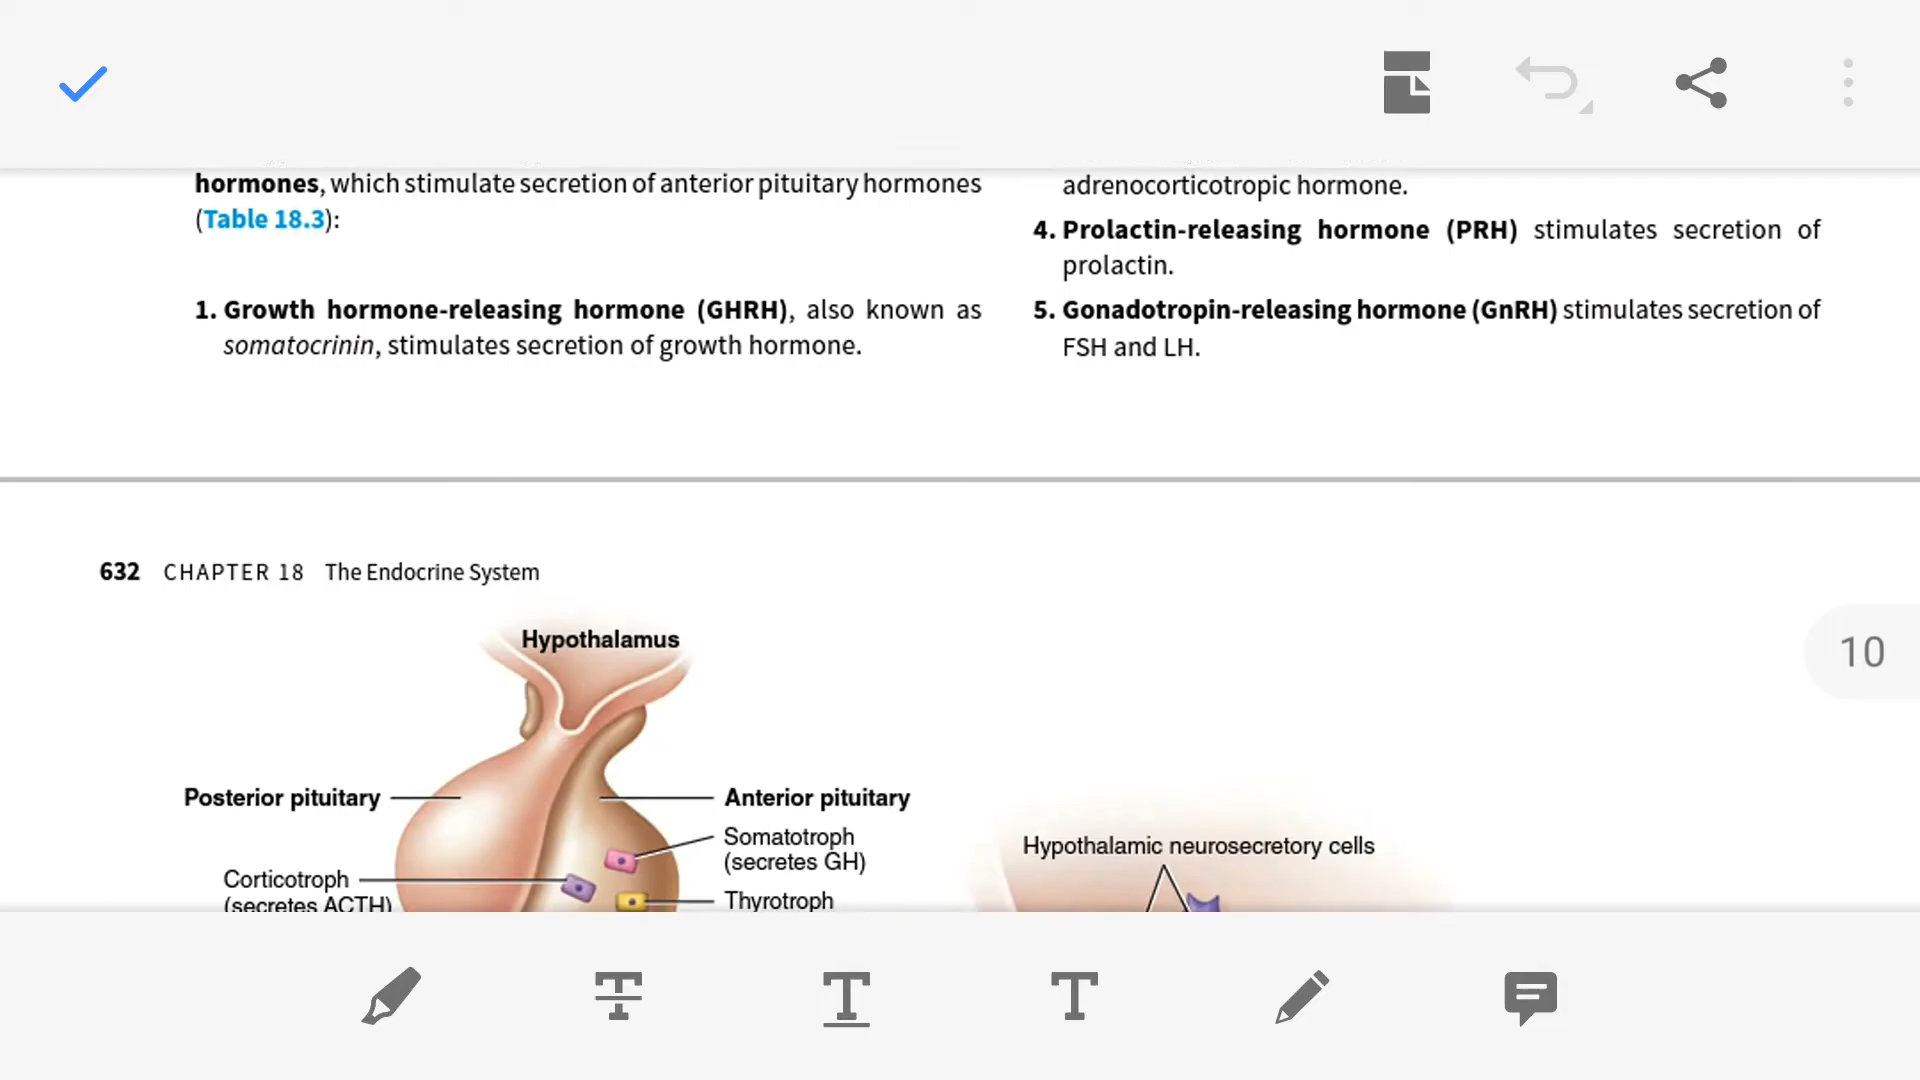 hormones, which stimulate secretion of anterior pituitary hormones
(Table 18.3):
1. Growth hormone-releasing hormone (GHRH), also known as
somatocrinin, stimulates secretion of growth hormone.
adrenocorticotropic hormone.
4. Prolactin-releasing hormone (PRH) stimulates secretion of
prolactin.
5. Gonadotropin-releasing hormone (GnRH) stimulates secretion of
FSH and LH.
632 CHAPTER 18 The Endocrine System
Hypothalamus
10
Posterior pituitary
Anterior pituitary
Somatotroph
(secretes GH)
Hypothalamic neurosecretory cells
Corticotroph
(secretes ACTH)
Thyrotroph